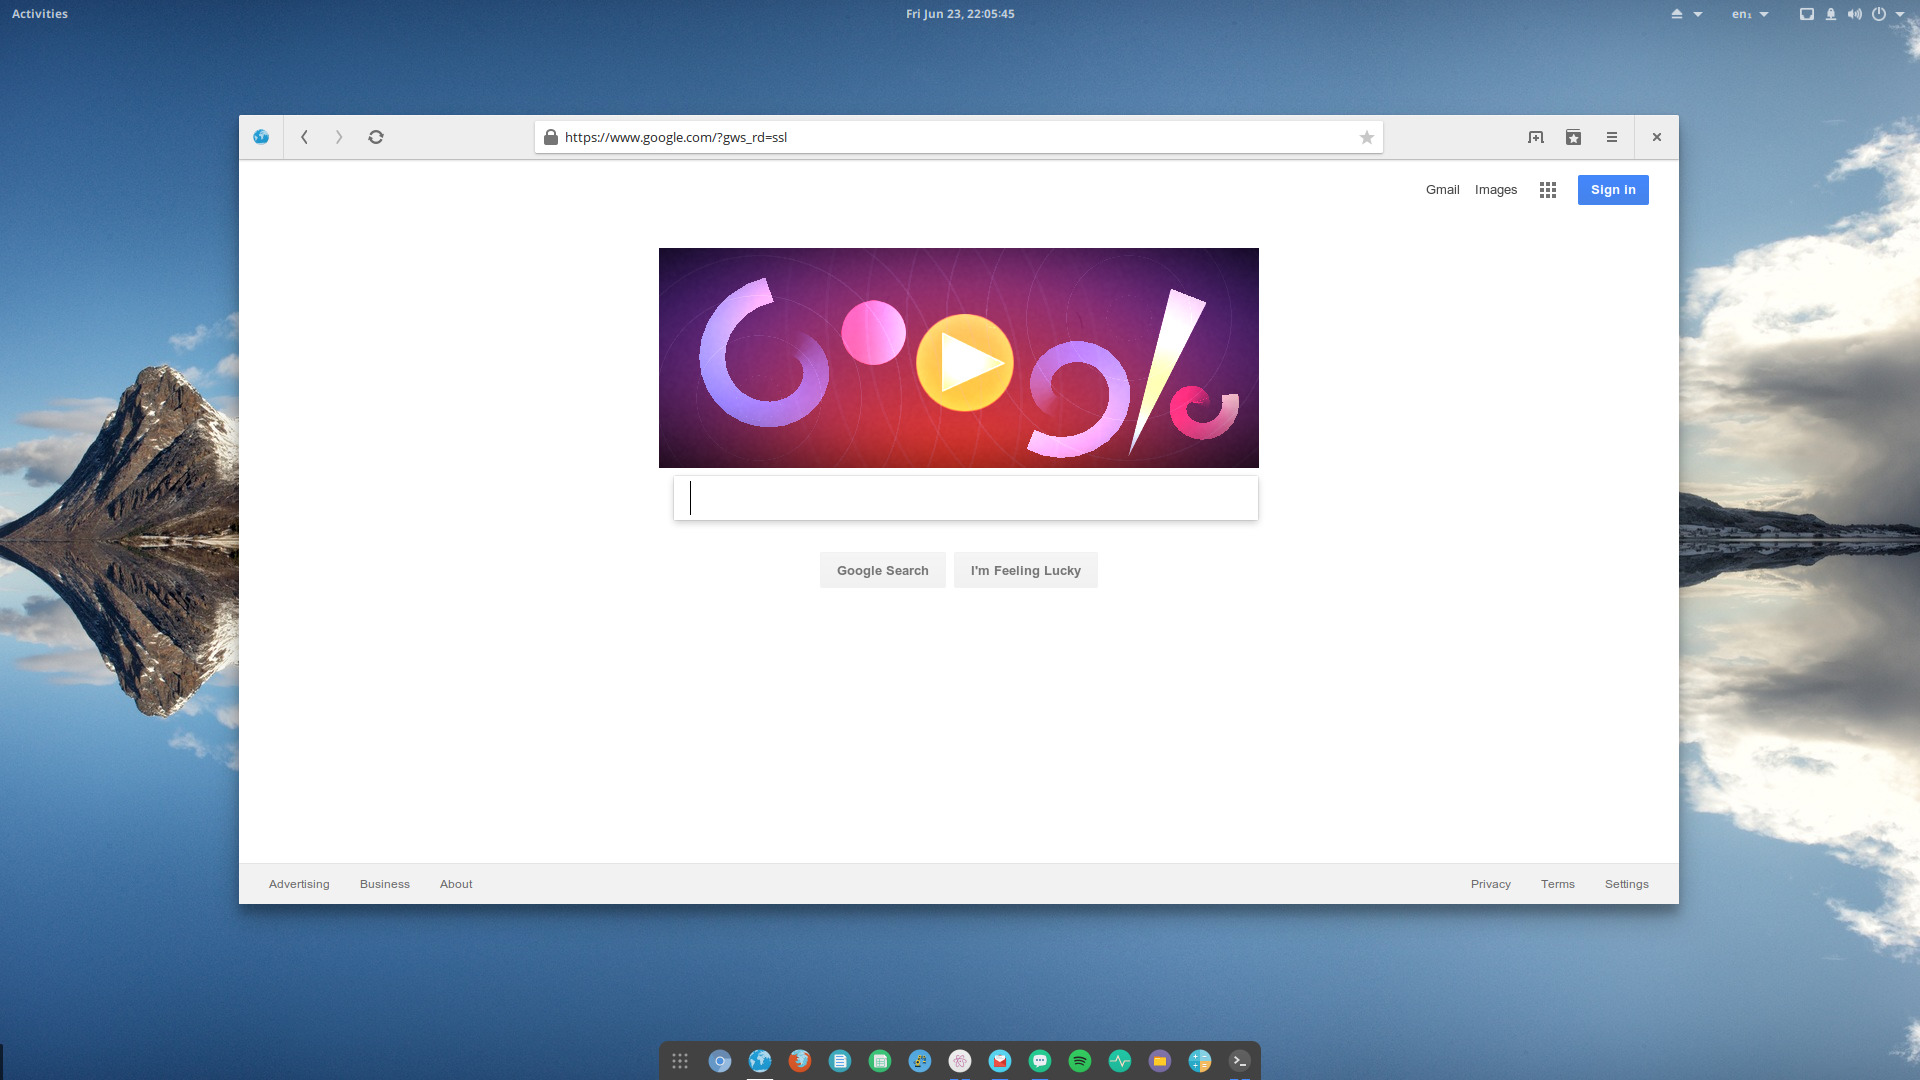 Activities
Fri Jun 23, 22:05:45
en₁
https://www.google.com/?gws_rd=ssl
Gmail Images
Sign in
Google Search I'm Feeling Lucky
Advertising Business About Privacy Terms Settings